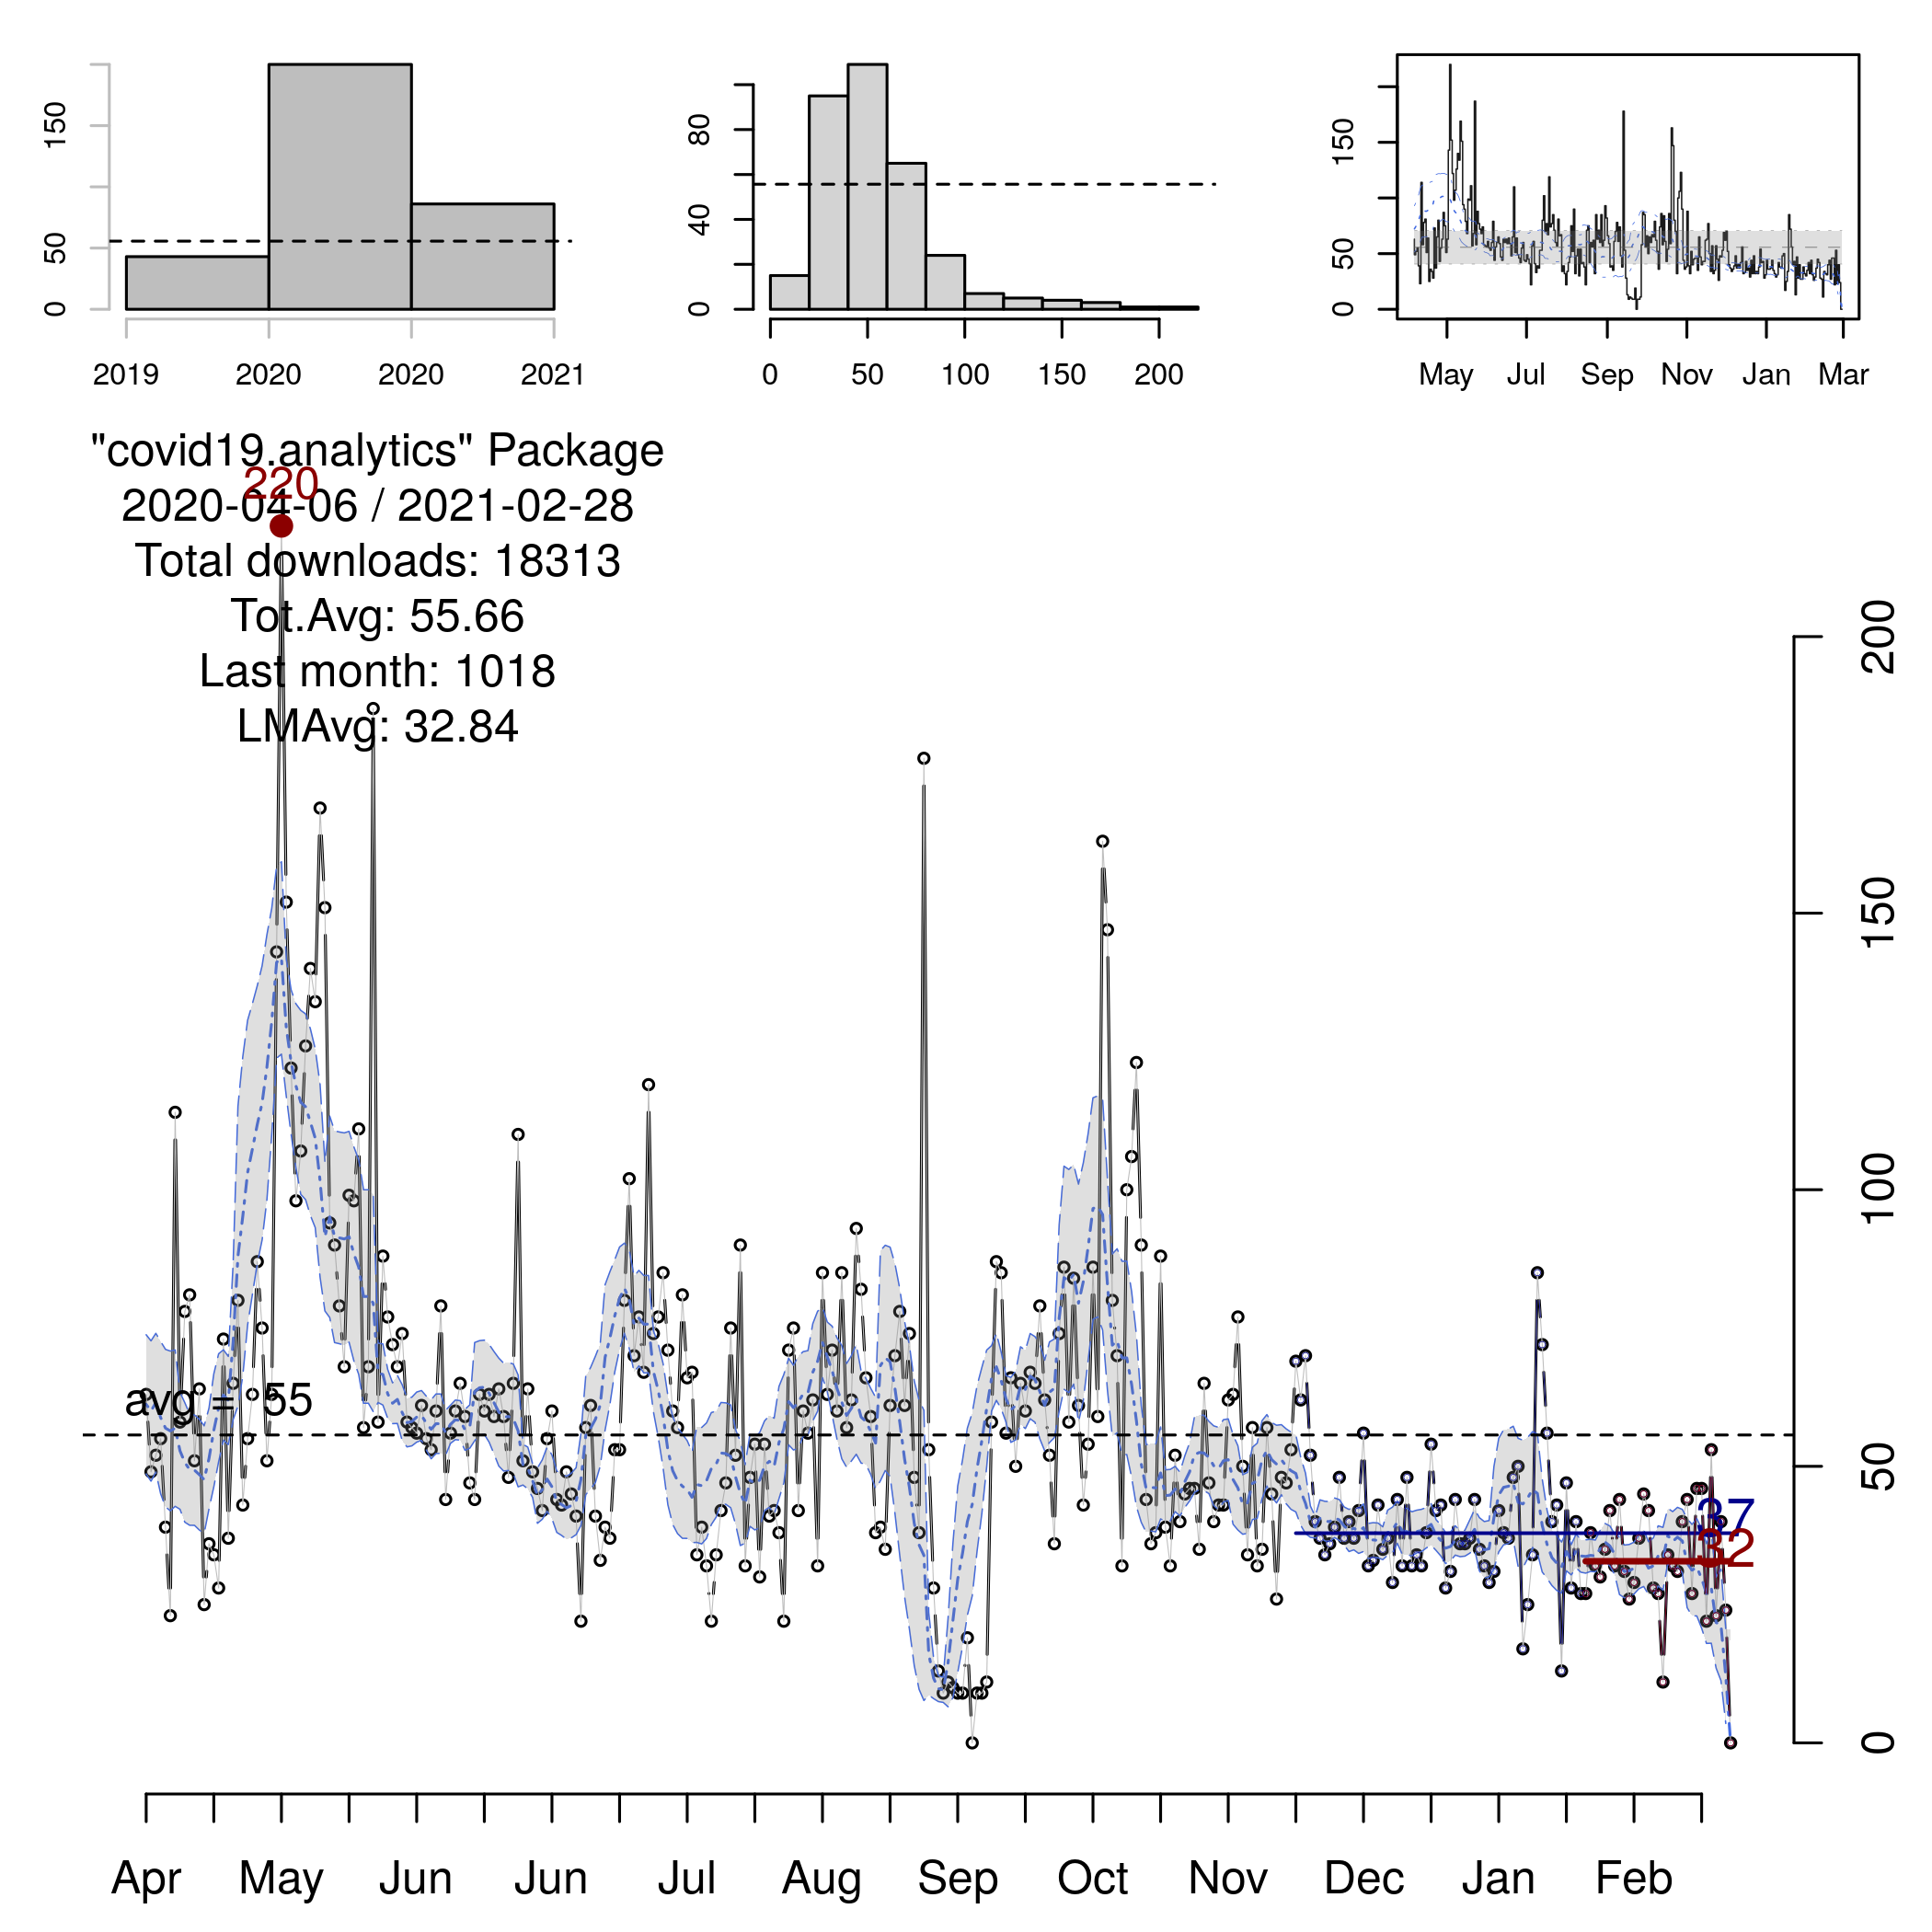 0 50 150
2019 2020 2020 2021
0 40 80
0 50 100 150 200
0 50 150
May Jul Sep Nov Jan Mar
"covid19.analytics" Package
220
2020-04-06 / 2021-02-28
Total downloads: 18313
Tot.Avg: 55.66
Last month: 1018
LMAvg: 32.84
avg = 55
37
32
0 50 100 150 200
Apr May Jun Jun Jul Aug Sep Oct Nov Dec Jan Feb